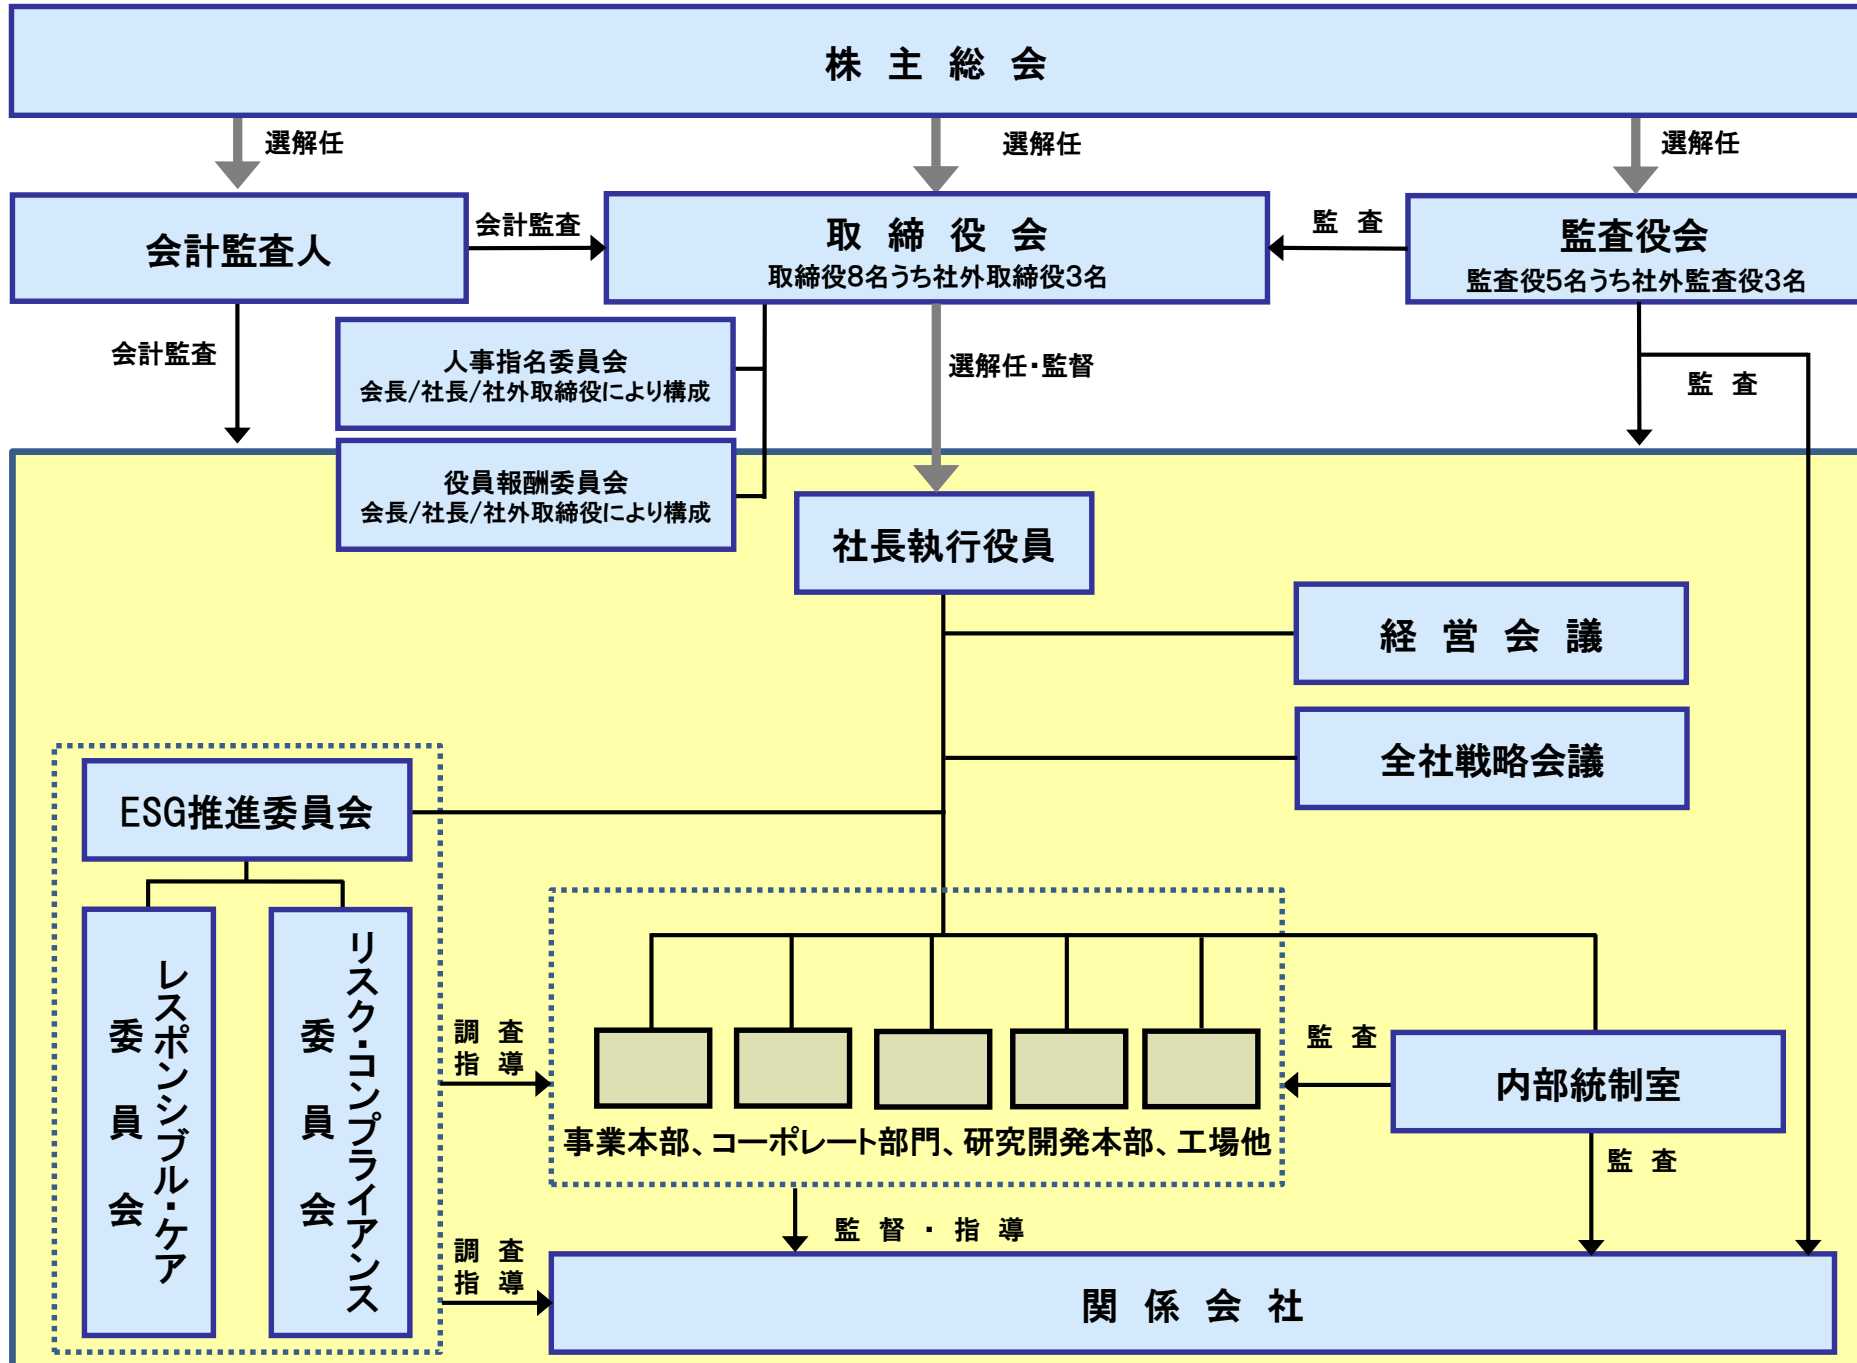 株主総会
選解任
選解任
選解任
会計監査人
会計監査
取締役会
取締役8名うち社外取締役3名
監査
監査役会
監査役5名うち社外監査役3名
会計監査
人事指名委員会
会長/社長/社外取締役により構成
選解任・監督
監査
役員報酬委員会
会長/社長/社外取締役により構成
社長執行役員
経営会議
全社戦略会議
ESG推進委員会
レスポンシブル・ケア
委員会
リスク・コンプライアンス
委員会
調査
指導
事業本部、コーポレート部門、研究開発本部、工場他
監査
内部統制室
監査
監督・指導
調査
指導
関係会社